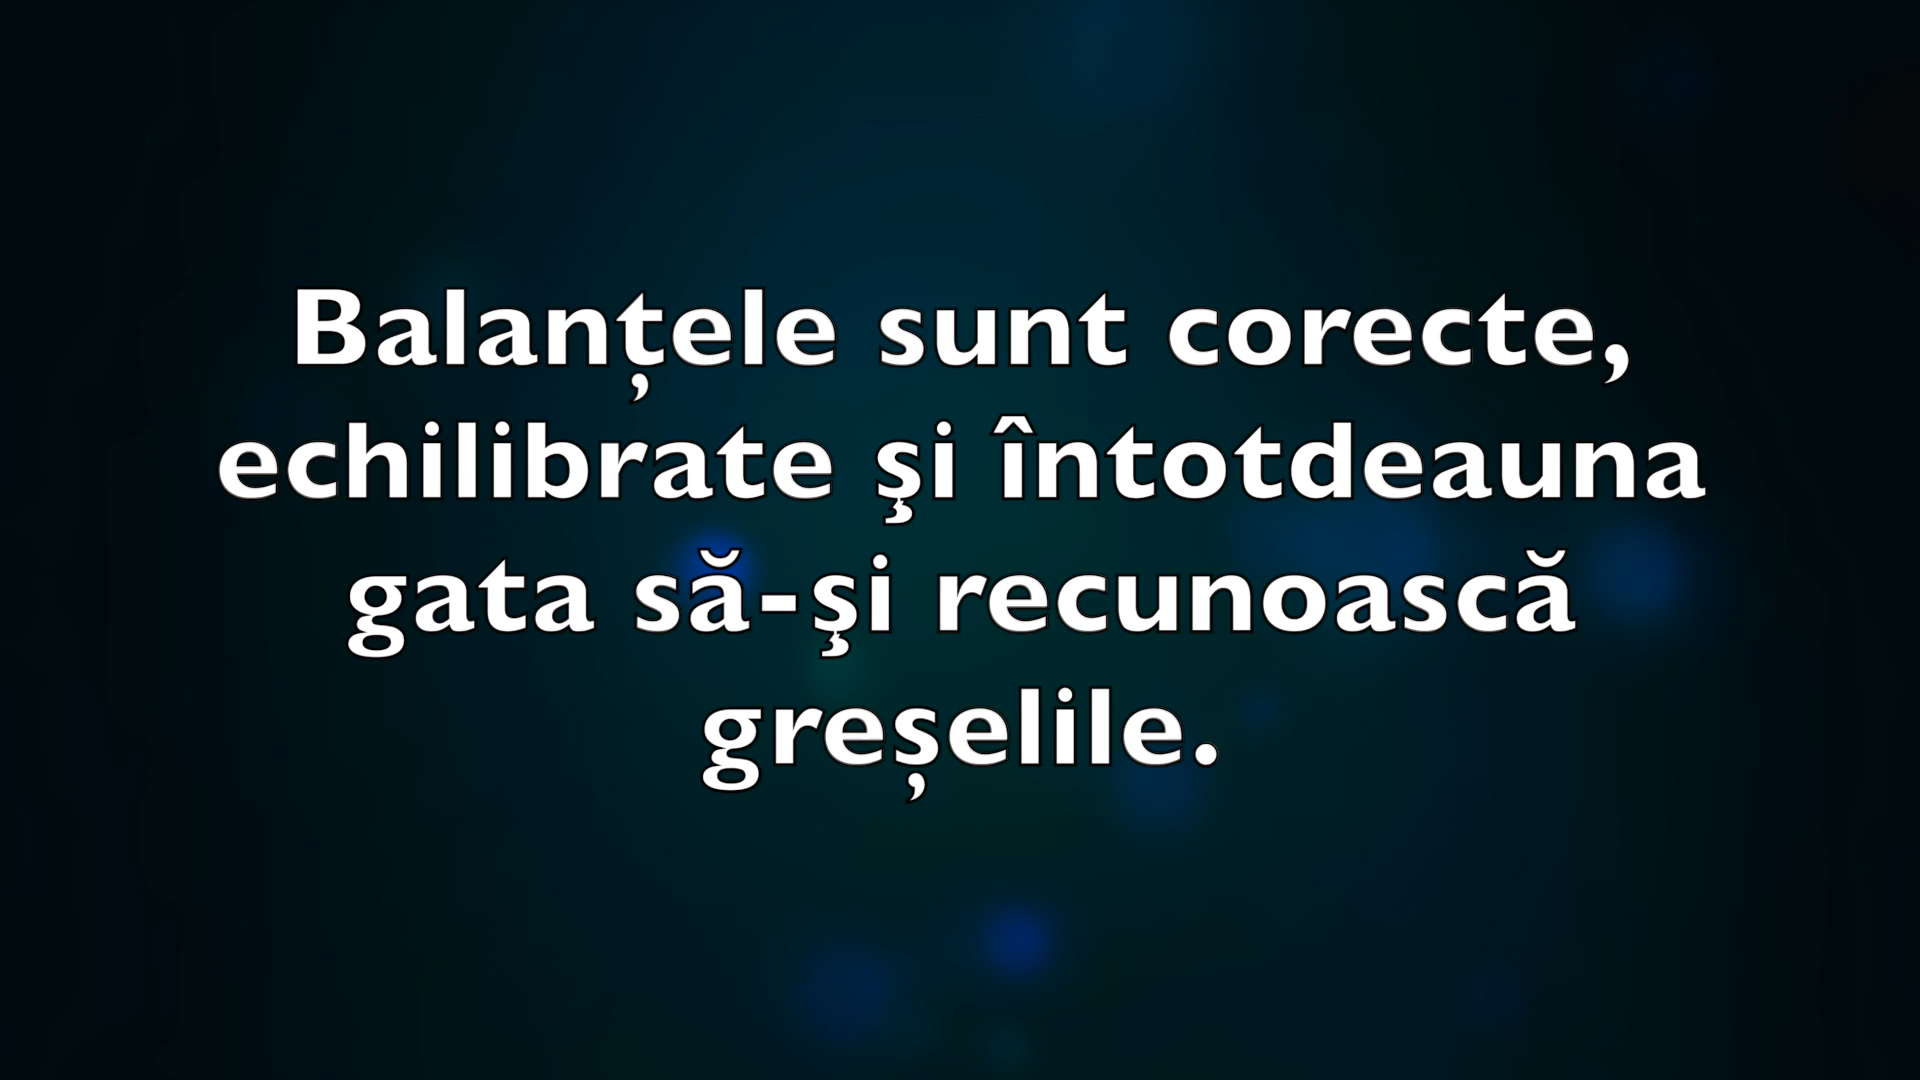 Balanțele sunt corecte,
echilibrate şi întotdeauna
gata să-şi recunoască
greșelile.